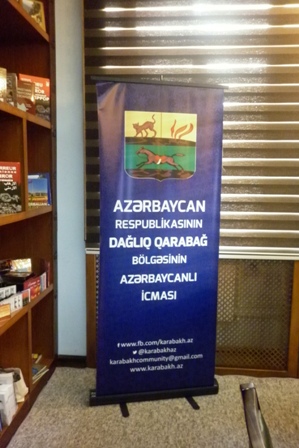 AZƏRBAYCAN
RESPUBLİKASININ
DAĞLIQ QARABAĞ
BÖLGƏSİNİN
AZƏRBAYCANLI
İCMASI
www.fb.com/karabakh.az
@karabakhaz
karabakhcommunity@gmail.com
www.karabakh.az